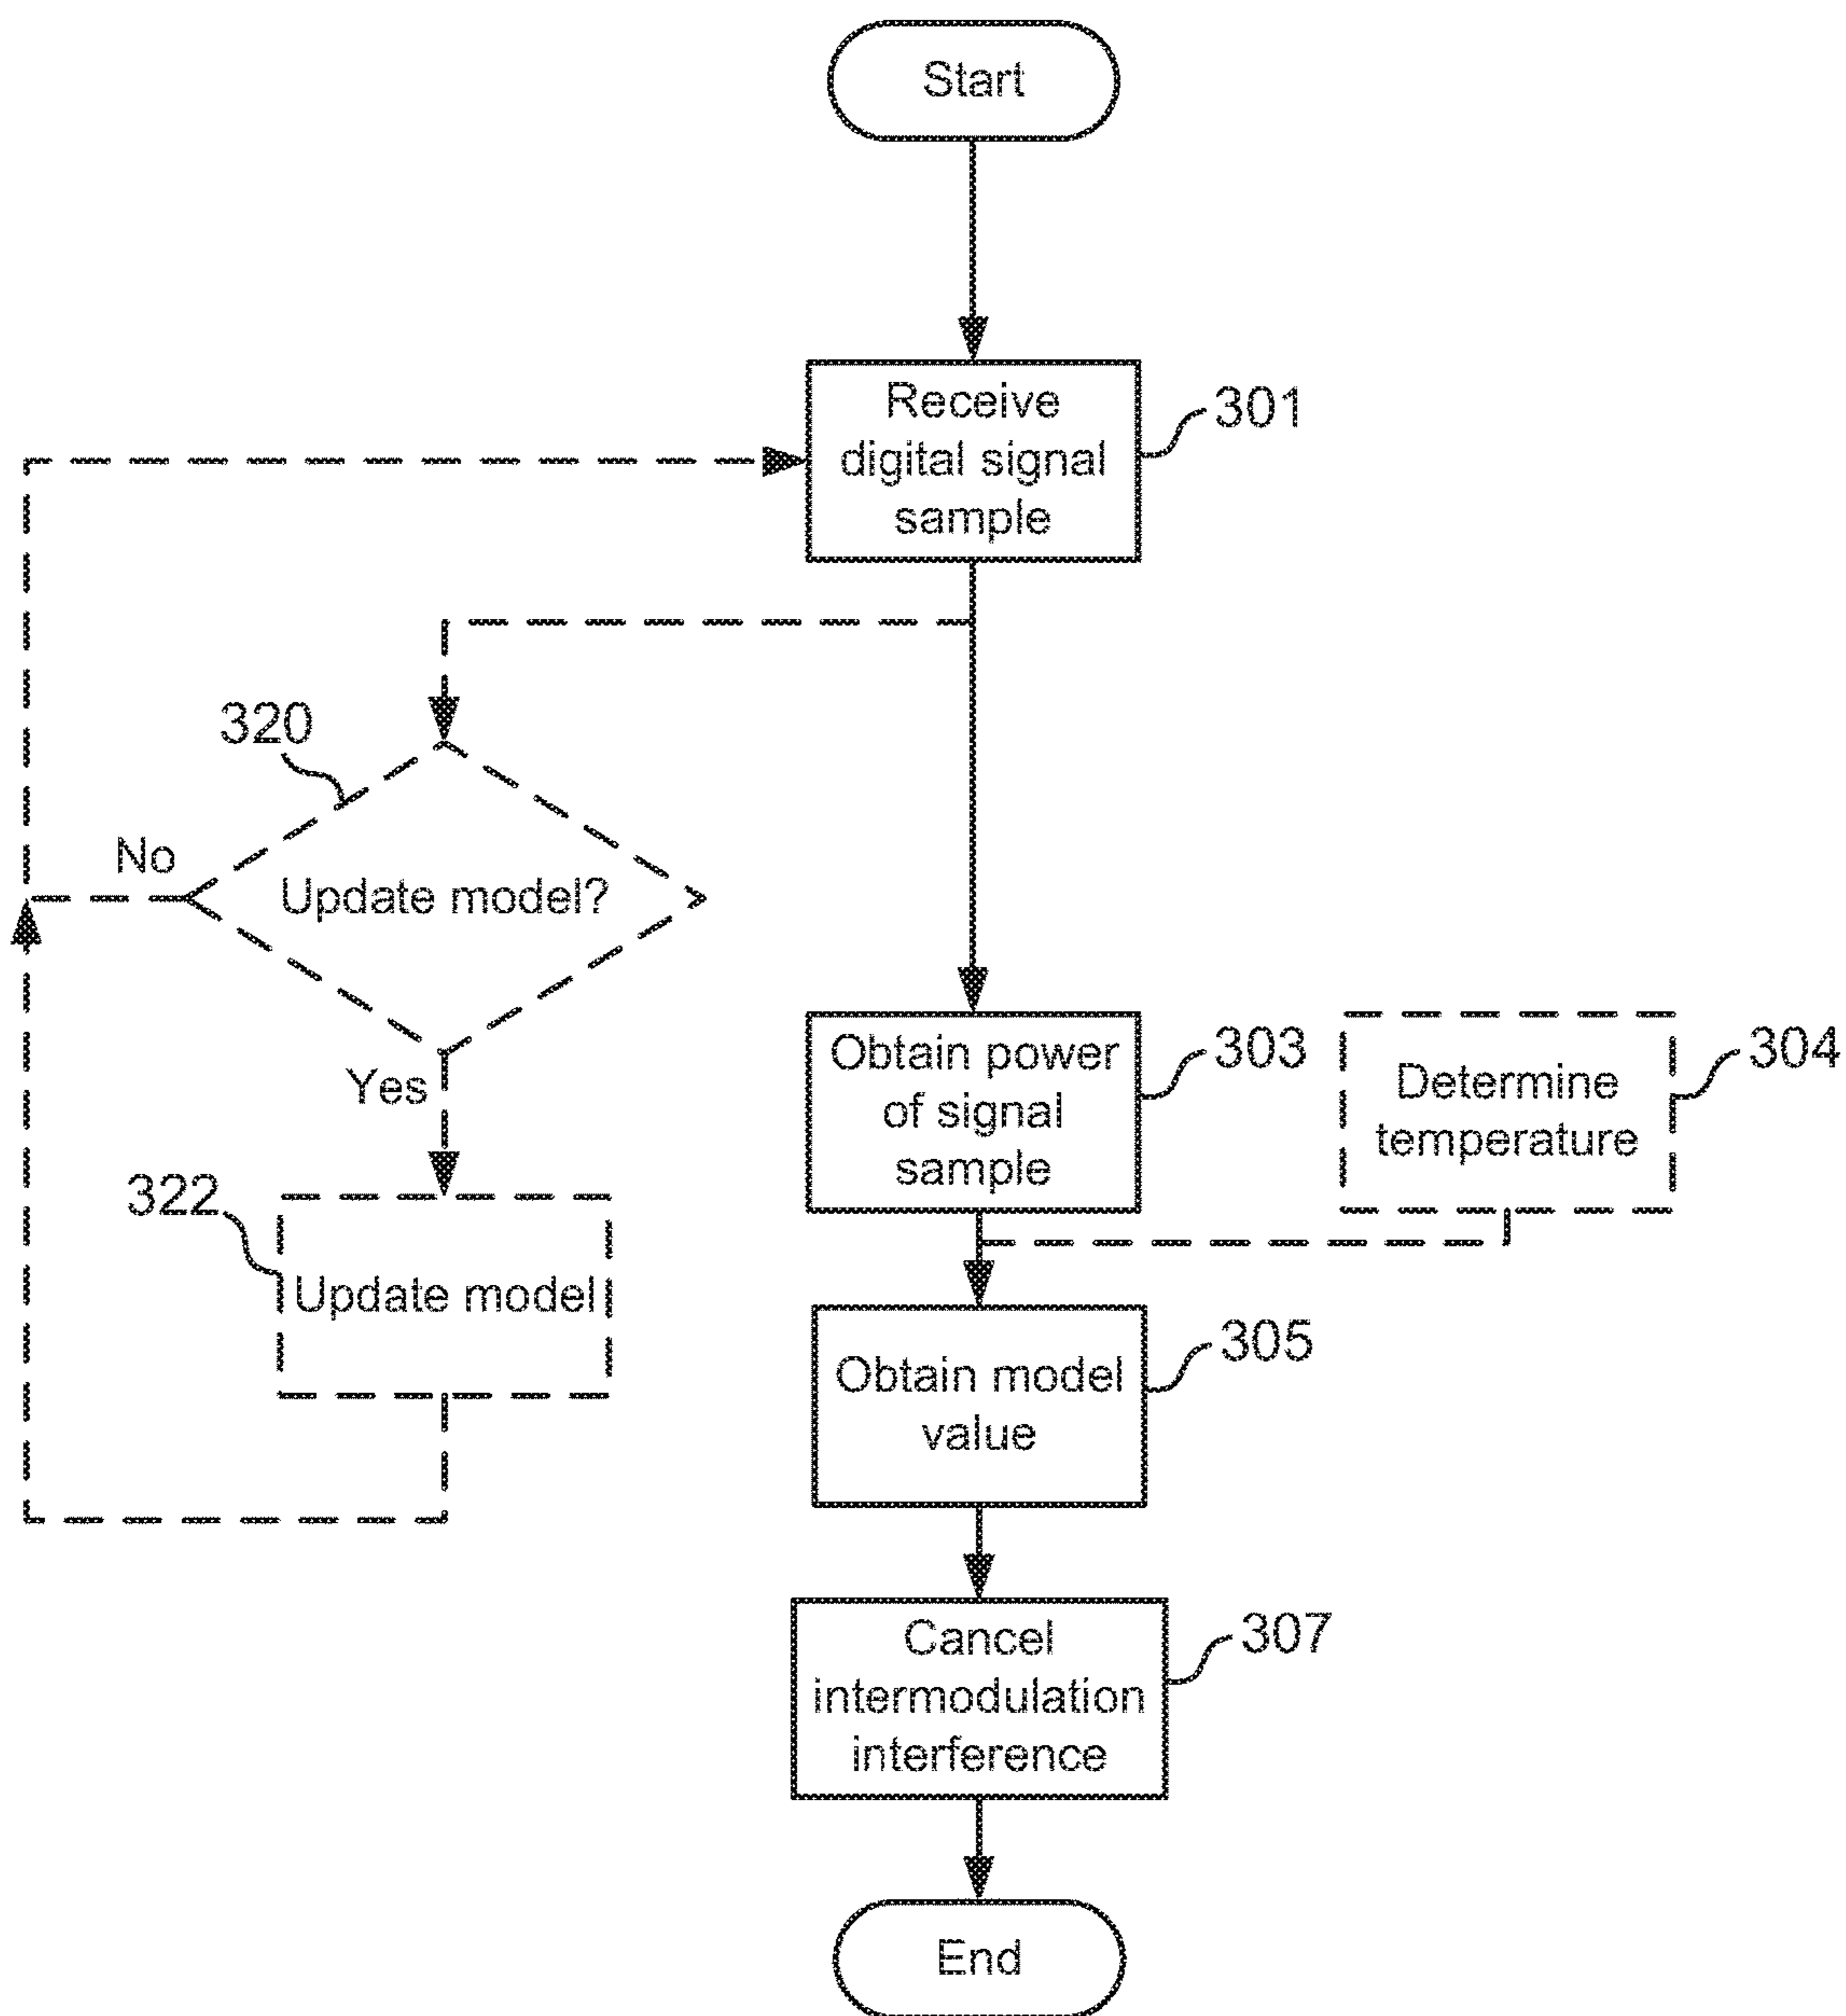 Start
Receive
digital signal
sample
301
320
No
Update model?
Yes
Obtain power
of signal
sample
303
Determine
temperature
304
322
Update model
Obtain model
value
305
Cancel
intermodulation
interference
307
End